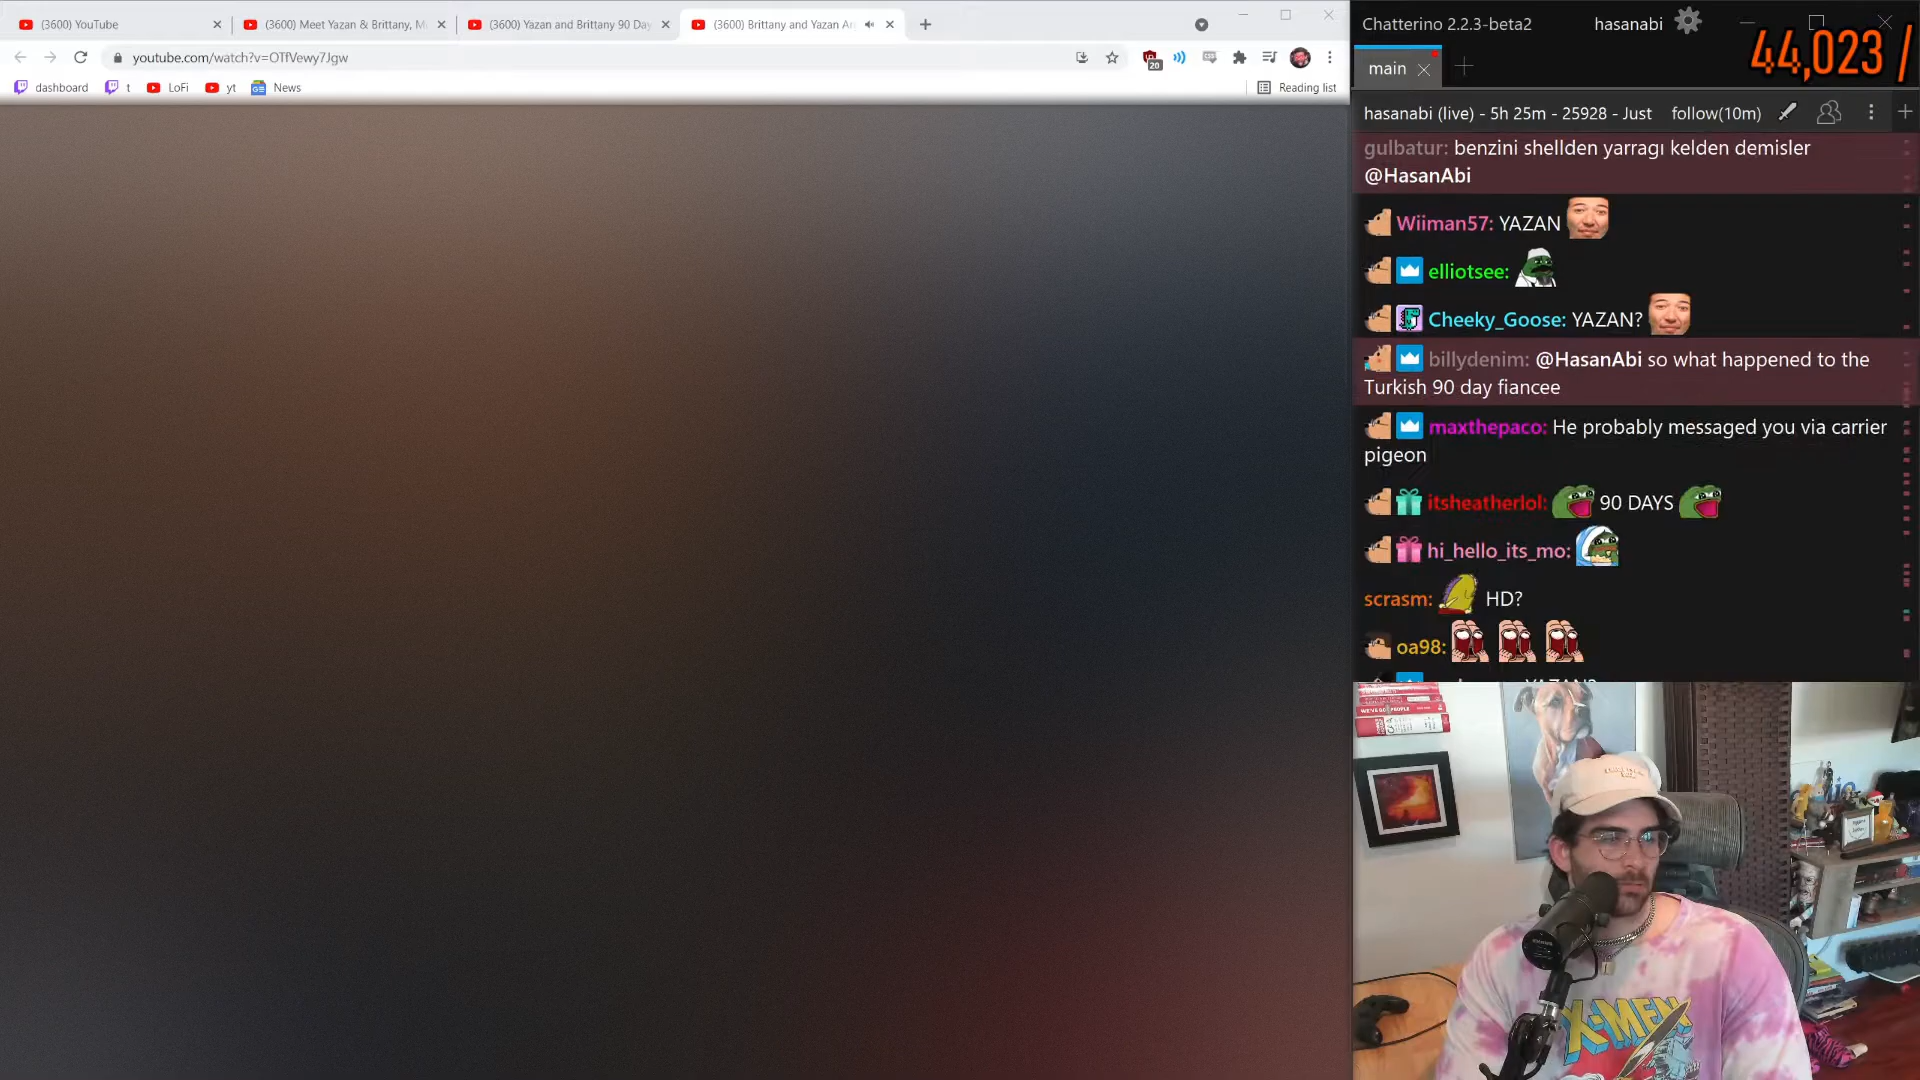 (3600) YouTube
(3600) Meet Yazan & Brittany, M
(3600) Yazan and Brittany 90 Day
(3600) Brittany and Yazan Ar
youtube.com/watch?v=OTfVewy7Jgw
20
dashboard
t
LoFi
yt
News
Reading list
Chatterino 2.2.3-beta2
hasanabi
44,023 /
main
hasanabi (live) - 5h 25m - 25928 - Just
follow(10m)
gulbatur: benzini shellden yarragı kelden demisler
@HasanAbi
Wiiman57: YAZAN
elliotsee:
Cheeky_Goose: YAZAN?
billydenim: @HasanAbi so what happened to the
Turkish 90 day fiancee
maxthepaco: He probably messaged you via carrier
pigeon
itsheatherlol: 90 DAYS
hi_hello_its_mo:
scrasm: HD?
oa98:
X-MEN